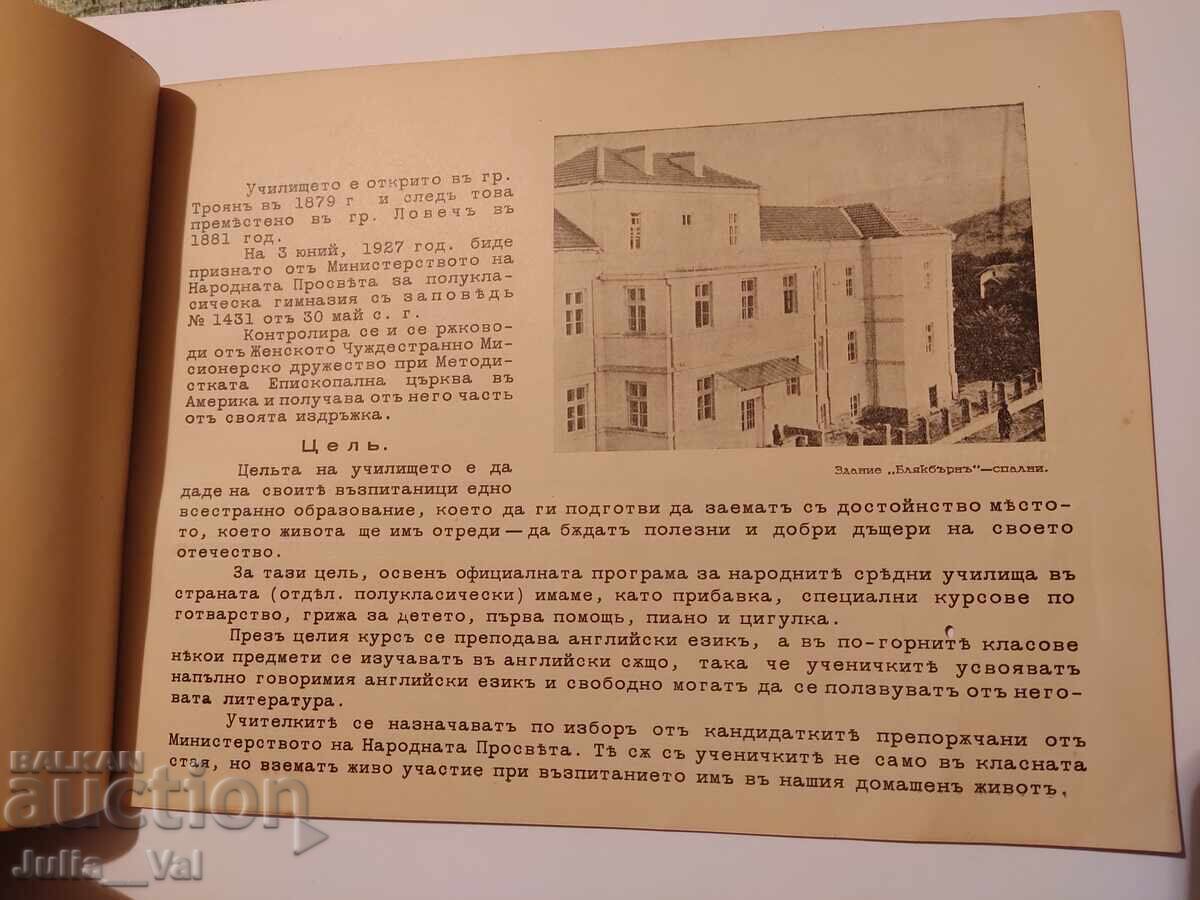 Училището е открито въ гр.
Троянъ въ 1879 г и следъ това
премѣстено въ гр. Ловечъ въ
1881 год.
На 3 юний, 1927 год. биде
признато отъ Министерството на
Народната Просвѣта за полукла-
сическа гимназия съ заповѣдь
№ 1431 отъ 30 май с. г.
Контролира се и се рѫково-
ди отъ Женското Чуждестранно Ми-
сионерско дружество при Методи-
стката Епископална църква въ
Америка и получава отъ него часть
отъ своята издръжка.
Цель.
Цельта на училището е да
даде на своитѣ възпитаници едно
всестранно образование, което да ги подготви да заематъ съ достойнство мѣсто-
то, което живота ще имъ отреди — да бѫдатъ полезни и добри дъщери на своето
отечество.
За тази цель, освенъ официалната програма за народнитѣ срѣдни училища въ
страната (отдѣл. полукласически) имаме, като прибавка, специални курсове по
готварство, грижа за детето, първа помощь, пиано и цигулка.
Презъ целия курсъ се преподава английски езикъ, а въ по-горнитѣ класове
нѣкои предмети се изучаватъ въ английски сѫщо, така че ученичкитѣ усвояватъ
напълно говоримия английски езикъ и свободно могатъ да се ползвуватъ отъ него-
вата литература.
Учителкитѣ се назначаватъ по изборъ отъ кандидаткитѣ препорѫчани отъ
Министерството на Народната Просвѣта. Тѣ сѫ съ ученичкитѣ не само въ класната
стая, но взематъ живо участие при възпитанието имъ въ нашия домашенъ животъ,
Здание „Блякбърнъ" — спални.
BALKAN
auction
Julia__Val